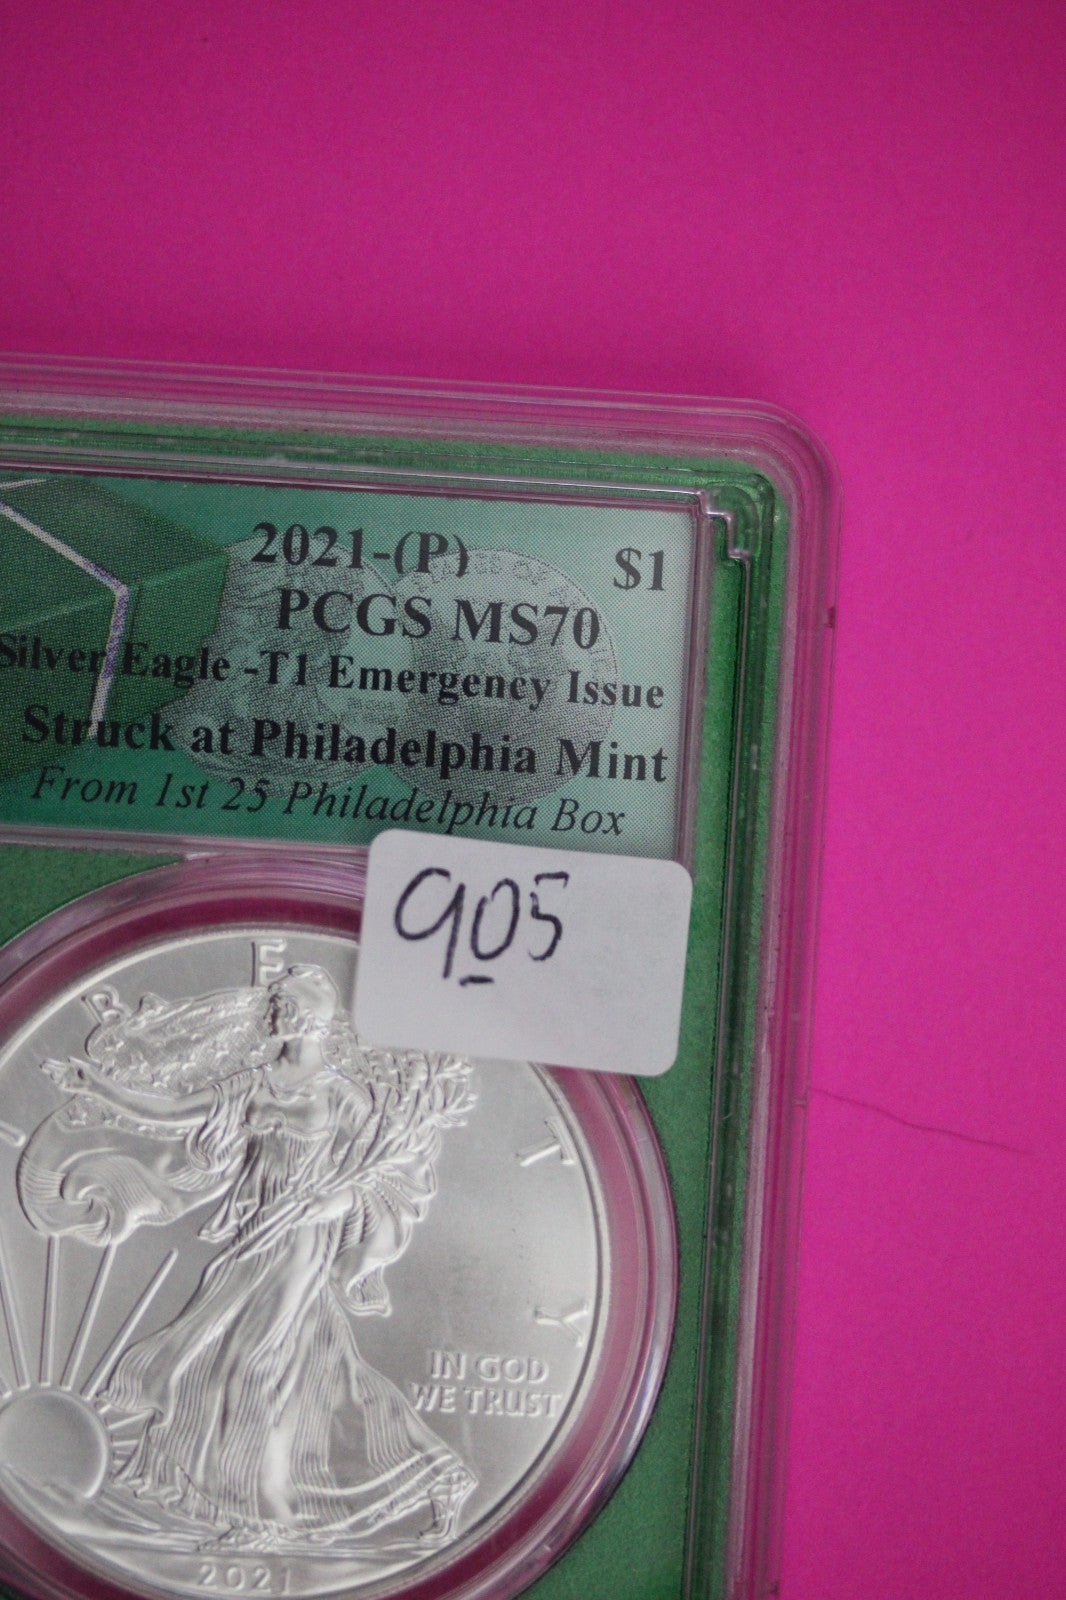 2021-(P) $1
PCGS MS70
Silver Eagle -T1 Emergency Issue
Struck at Philadelphia Mint
From 1st 25 Philadelphia Box
905
L I B E R T Y
IN GOD
WE TRUST
2021